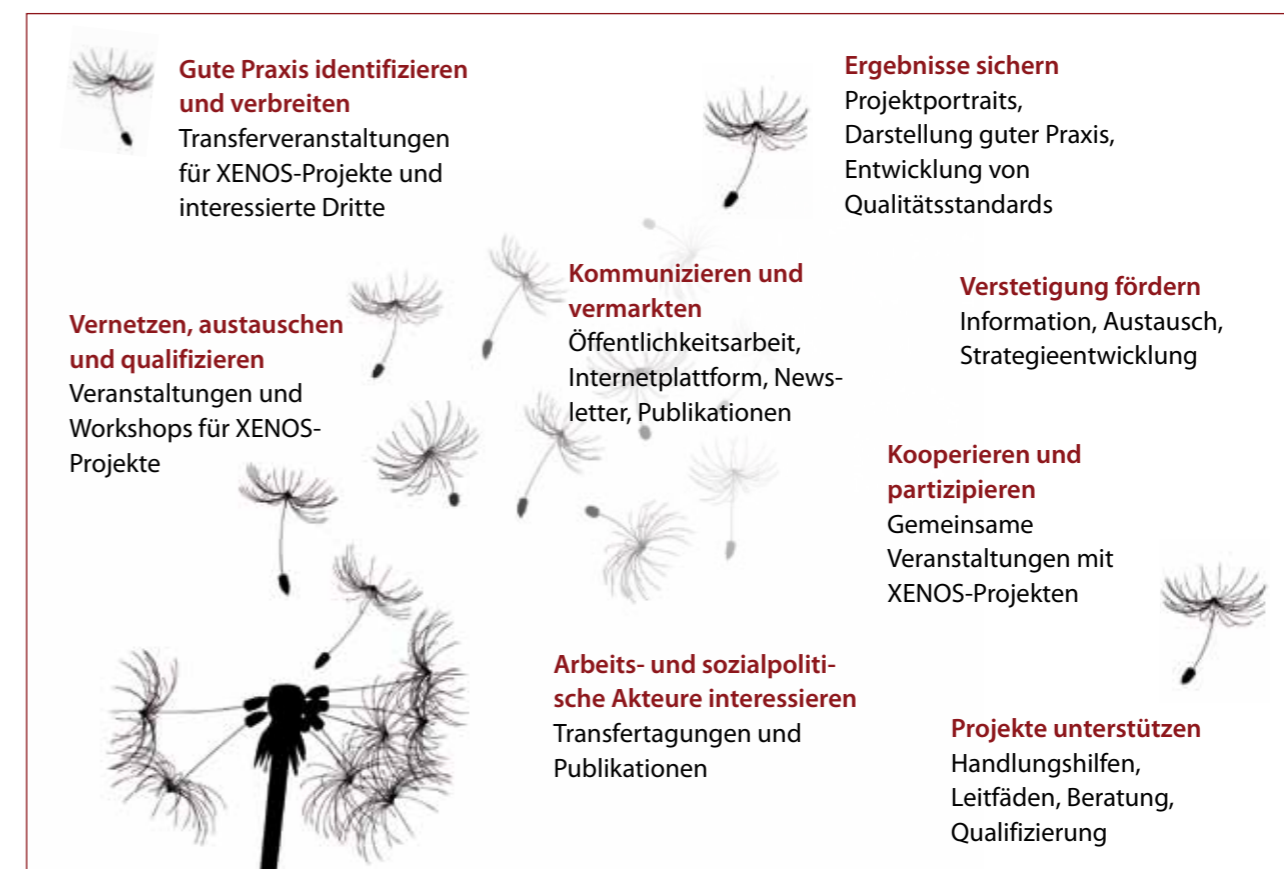 Gute Praxis identifizieren
und verbreiten
Transferveranstaltungen
für XENOS-Projekte und
interessierte Dritte
Ergebnisse sichern
Projektportraits,
Darstellung guter Praxis,
Entwicklung von
Qualitätsstandards
Vernetzen, austauschen
und qualifizieren
Veranstaltungen und
Workshops für XENOS-
Projekte
Kommunizieren und
vermarkten
Öffentlichkeitsarbeit,
Internetplattform, News-
letter, Publikationen
Verstetigung fördern
Information, Austausch,
Strategieentwicklung
Kooperieren und
partizipieren
Gemeinsame
Veranstaltungen mit
XENOS-Projekten
Arbeits- und sozialpoliti-
sche Akteure interessieren
Transfertagungen und
Publikationen
Projekte unterstützen
Handlungshilfen,
Leitfäden, Beratung,
Qualifizierung